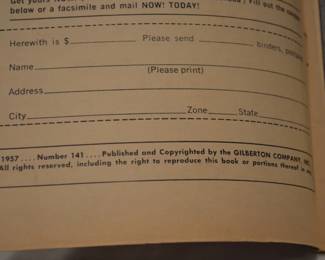 below or a facsimile and mail NOW! TODAY!
Herewith is $ Please send binders,
Name
(Please print)
Address
City Zone State
1957 .... Number 141 .... Published and Copyrighted by the GILBERTON COMPANY,
All rights reserved, including the right to reproduce this book or portions thereof in